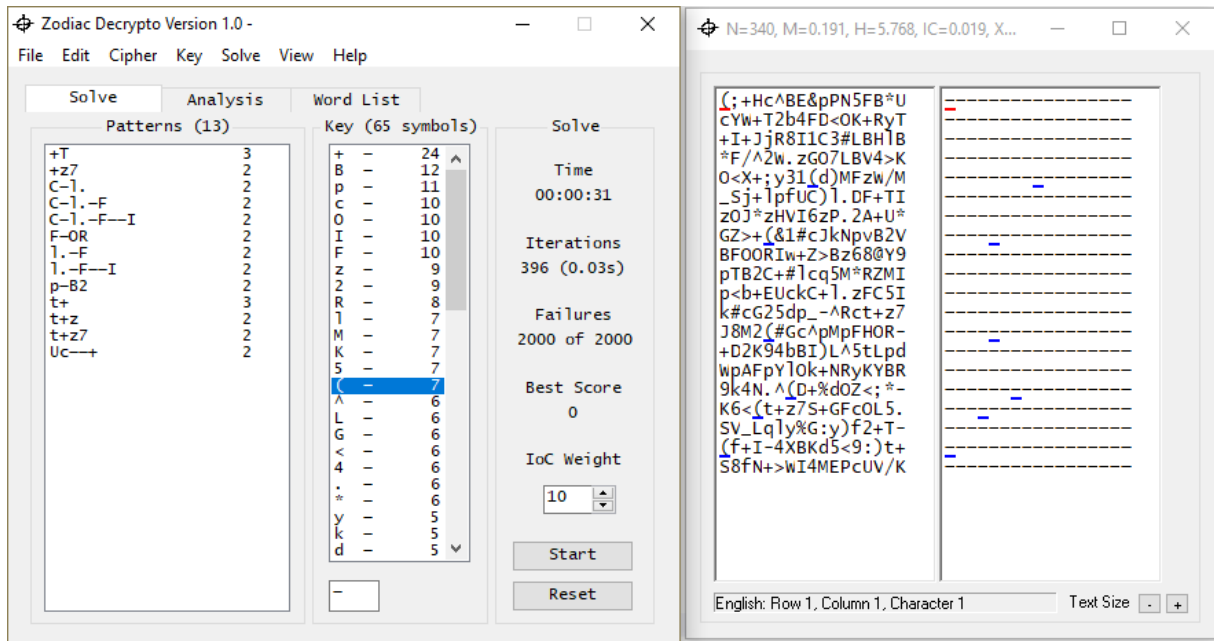 Zodiac Decrypto Version 1.0 -
File Edit Cipher Key Solve View Help
Solve Analysis Word List
Patterns (13)
+T 3
+z7 2
C-l. 2
C-l.-F 2
C-l.-F--I 2
F-OR 2
l.-F 2
l.-F--I 2
p-B2 2
t+ 3
t+z 2
t+z7 2
Uc--+ 2
Key (65 symbols)
+ - 24
B - 12
p - 11
c - 10
O - 10
I - 10
F - 10
z - 9
2 - 9
R - 8
l - 7
M - 7
K - 7
5 - 7
( - 7
^ - 6
L - 6
G - 6
< - 6
4 - 6
. - 6
* - 6
y - 5
k - 5
d - 5
-
Solve
Time
00:00:31
Iterations
396 (0.03s)
Failures
2000 of 2000
Best Score
0
IoC Weight
10
Start
Reset
N=340, M=0.191, H=5.768, IC=0.019, X...
(;+Hc^BE&pPN5FB*U -----------------
cYW+T2b4FD<OK+RyT -----------------
+I+JjR8I1C3#LBHlB -----------------
*F/^2W.zGO7LBV4>K -----------------
O<X+;y31(d)MFzW/M -----------------
_Sj+lpfUC)l.DF+TI -----------------
zOJ*zHVI6zP.2A+U* -----------------
GZ>+(&1#cJkNpvB2V -----------------
BFOORIw+Z>Bz68@Y9 -----------------
pTB2C+#lcq5M*RZMI -----------------
p<b+EUckC+l.zFC5I -----------------
k#cG25dp_-^Rct+z7 -----------------
J8M2(#Gc^pMpFHOR- -----------------
+D2K94bBI)L^5tLpd -----------------
WpAFpYlOk+NRyKYBR -----------------
9k4N.^(D+%dOZ<;*- -----------------
K6<(t+z7S+GFcOL5. -----------------
SV_Lqly%G:y)f2+T- -----------------
(f+I-4XBKd5<9:)t+ -----------------
S8fN+>WI4MEPcUV/K -----------------
English: Row 1, Column 1, Character 1
Text Size - +